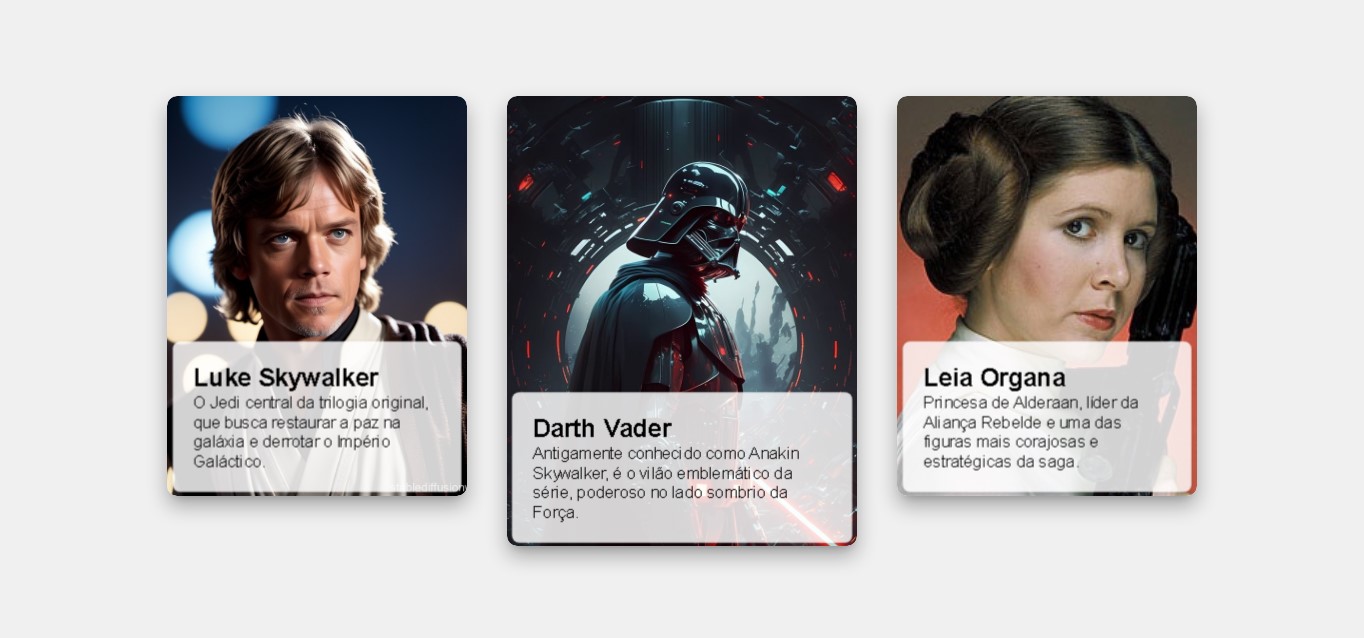 Luke Skywalker
O Jedi central da trilogia original,
que busca restaurar a paz na
galáxia e derrotar o Império
Galáctico.
Darth Vader
Antigamente conhecido como Anakin
Skywalker, é o vilão emblemático da
série, poderoso no lado sombrio da
Força.
Leia Organa
Princesa de Alderaan, líder da
Aliança Rebelde e uma das
figuras mais corajosas e
estratégicas da saga.